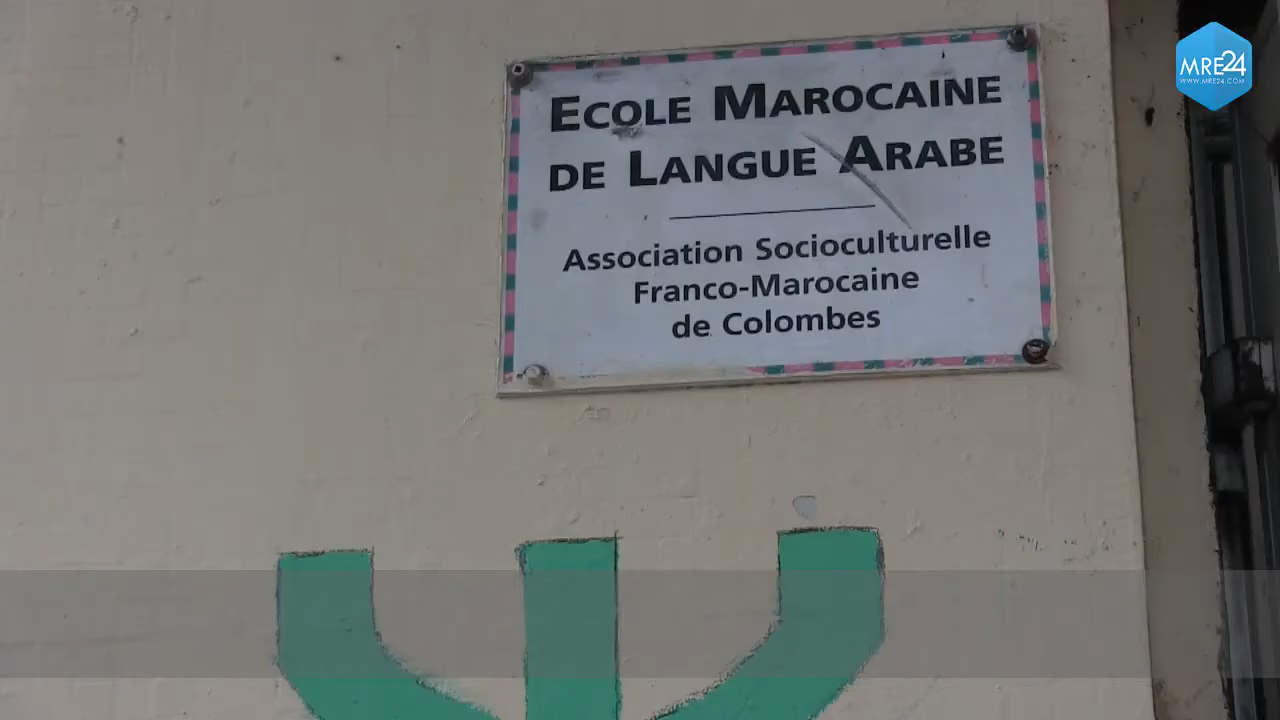 MRE24
WWW.MRE24.COM
ECOLE MAROCAINE
DE LANGUE ARABE
Association Socioculturelle
Franco-Marocaine
de Colombes